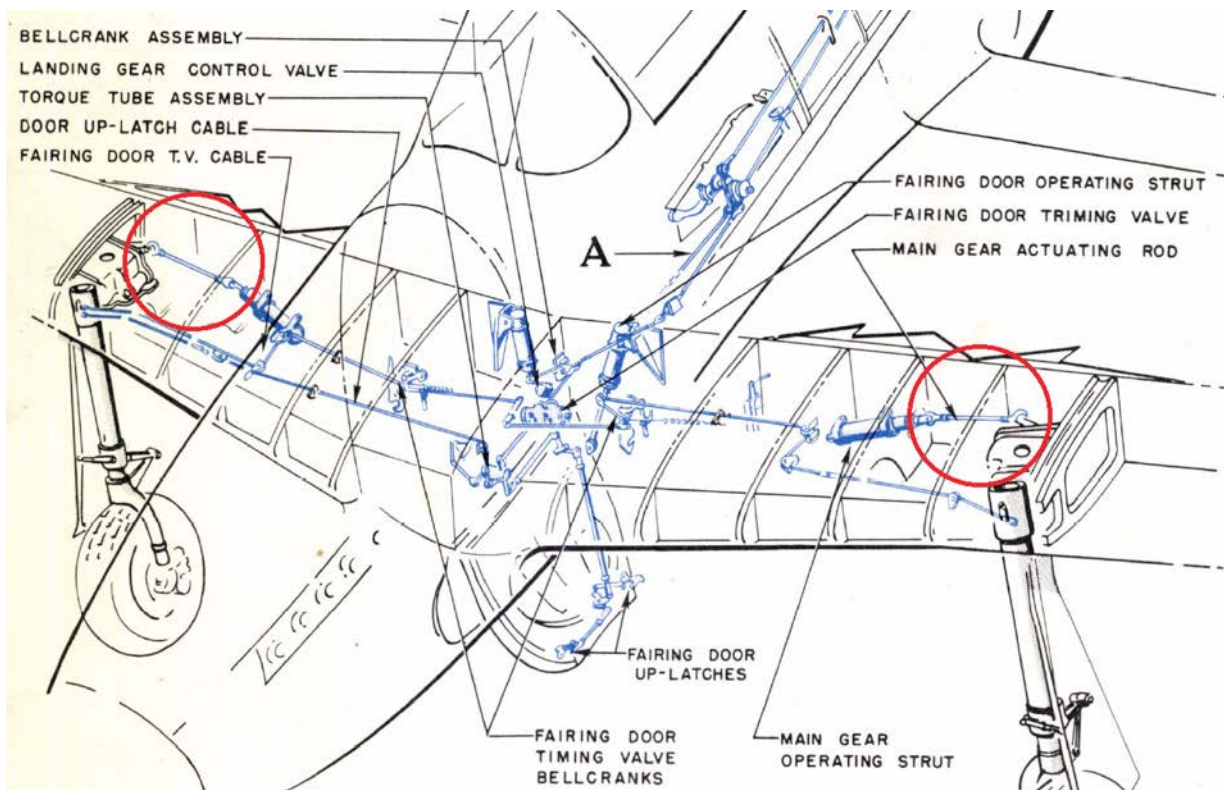 BELLCRANK ASSEMBLY
LANDING GEAR CONTROL VALVE
TORQUE TUBE ASSEMBLY
DOOR UP-LATCH CABLE
FAIRING DOOR T.V. CABLE
A
FAIRING DOOR OPERATING STRUT
FAIRING DOOR TRIMING VALVE
MAIN GEAR ACTUATING ROD
FAIRING DOOR
UP-LATCHES
FAIRING DOOR
TIMING VALVE
BELLCRANKS
MAIN GEAR
OPERATING STRUT